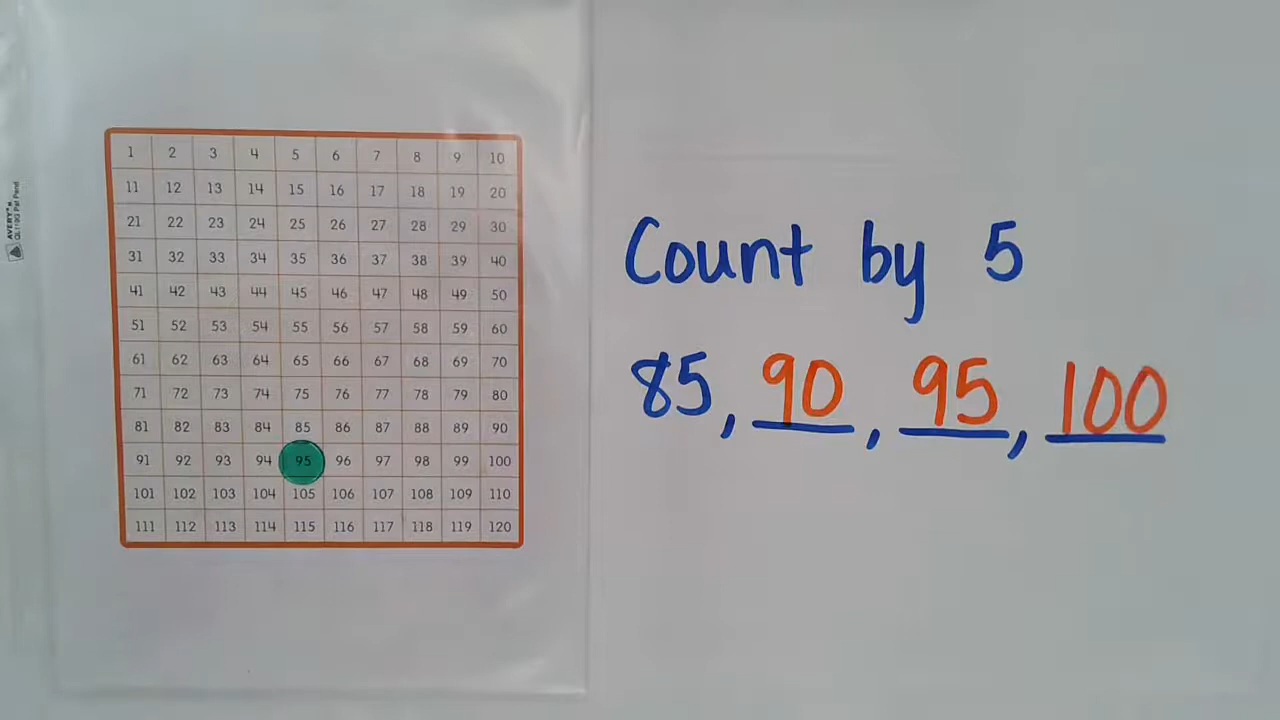 AVERY®
1 2 3 4 5 6 7 8 9 10
11 12 13 14 15 16 17 18 19 20
21 22 23 24 25 26 27 28 29 30
31 32 33 34 35 36 37 38 39 40
41 42 43 44 45 46 47 48 49 50
51 52 53 54 55 56 57 58 59 60
61 62 63 64 65 66 67 68 69 70
71 72 73 74 75 76 77 78 79 80
81 82 83 84 85 86 87 88 89 90
91 92 93 94 95 96 97 98 99 100
101 102 103 104 105 106 107 108 109 110
111 112 113 114 115 116 117 118 119 120
Count by 5
85, 90, 95, 100